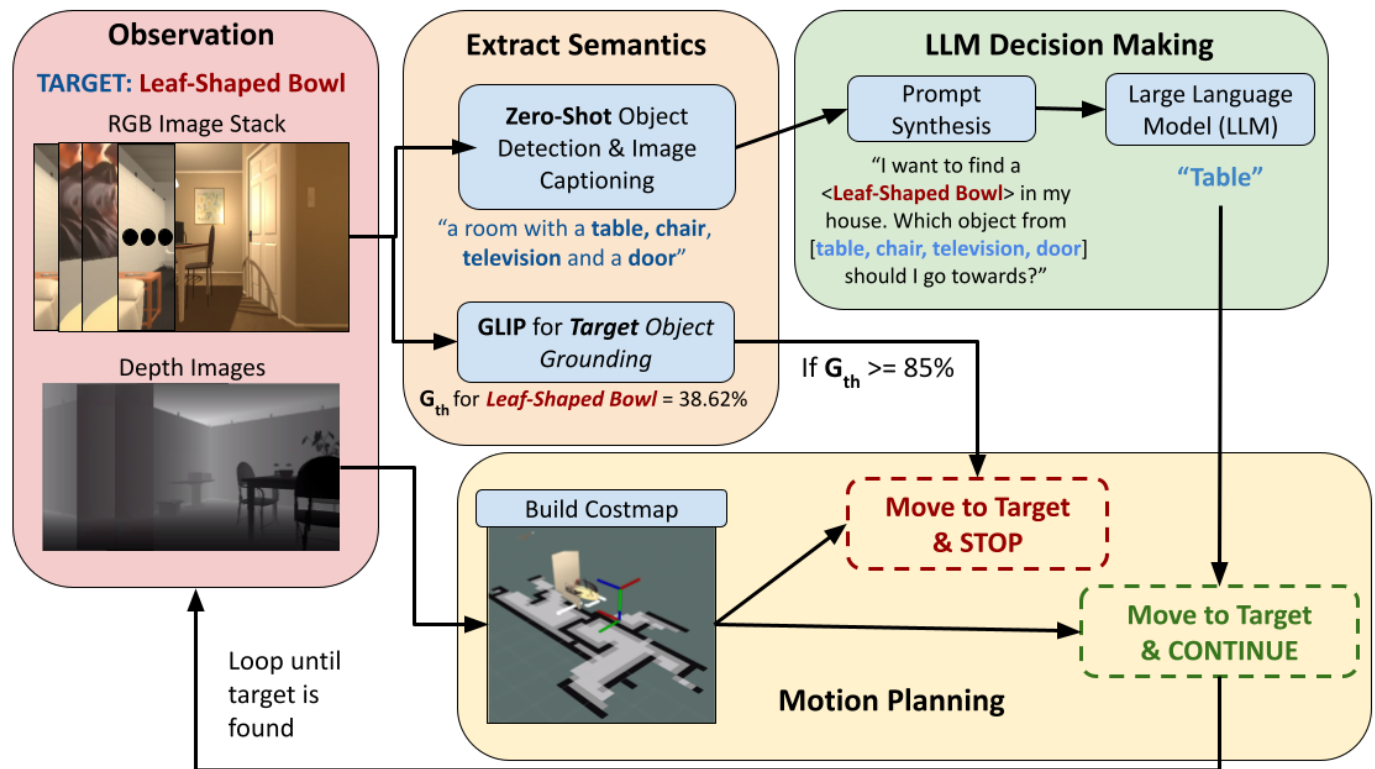 Observation
TARGET: Leaf-Shaped Bowl
RGB Image Stack
Depth Images
Extract Semantics
Zero-Shot Object
Detection & Image
Captioning
“a room with a table, chair,
television and a door”
GLIP for Target Object
Grounding
G_th for Leaf-Shaped Bowl = 38.62%
LLM Decision Making
Prompt
Synthesis
Large Language
Model (LLM)
“I want to find a
<Leaf-Shaped Bowl> in my
house. Which object from
[table, chair, television, door]
should I go towards?”
“Table”
If G_th >= 85%
Build Costmap
Move to Target
& STOP
Move to Target
& CONTINUE
Motion Planning
Loop until
target is
found